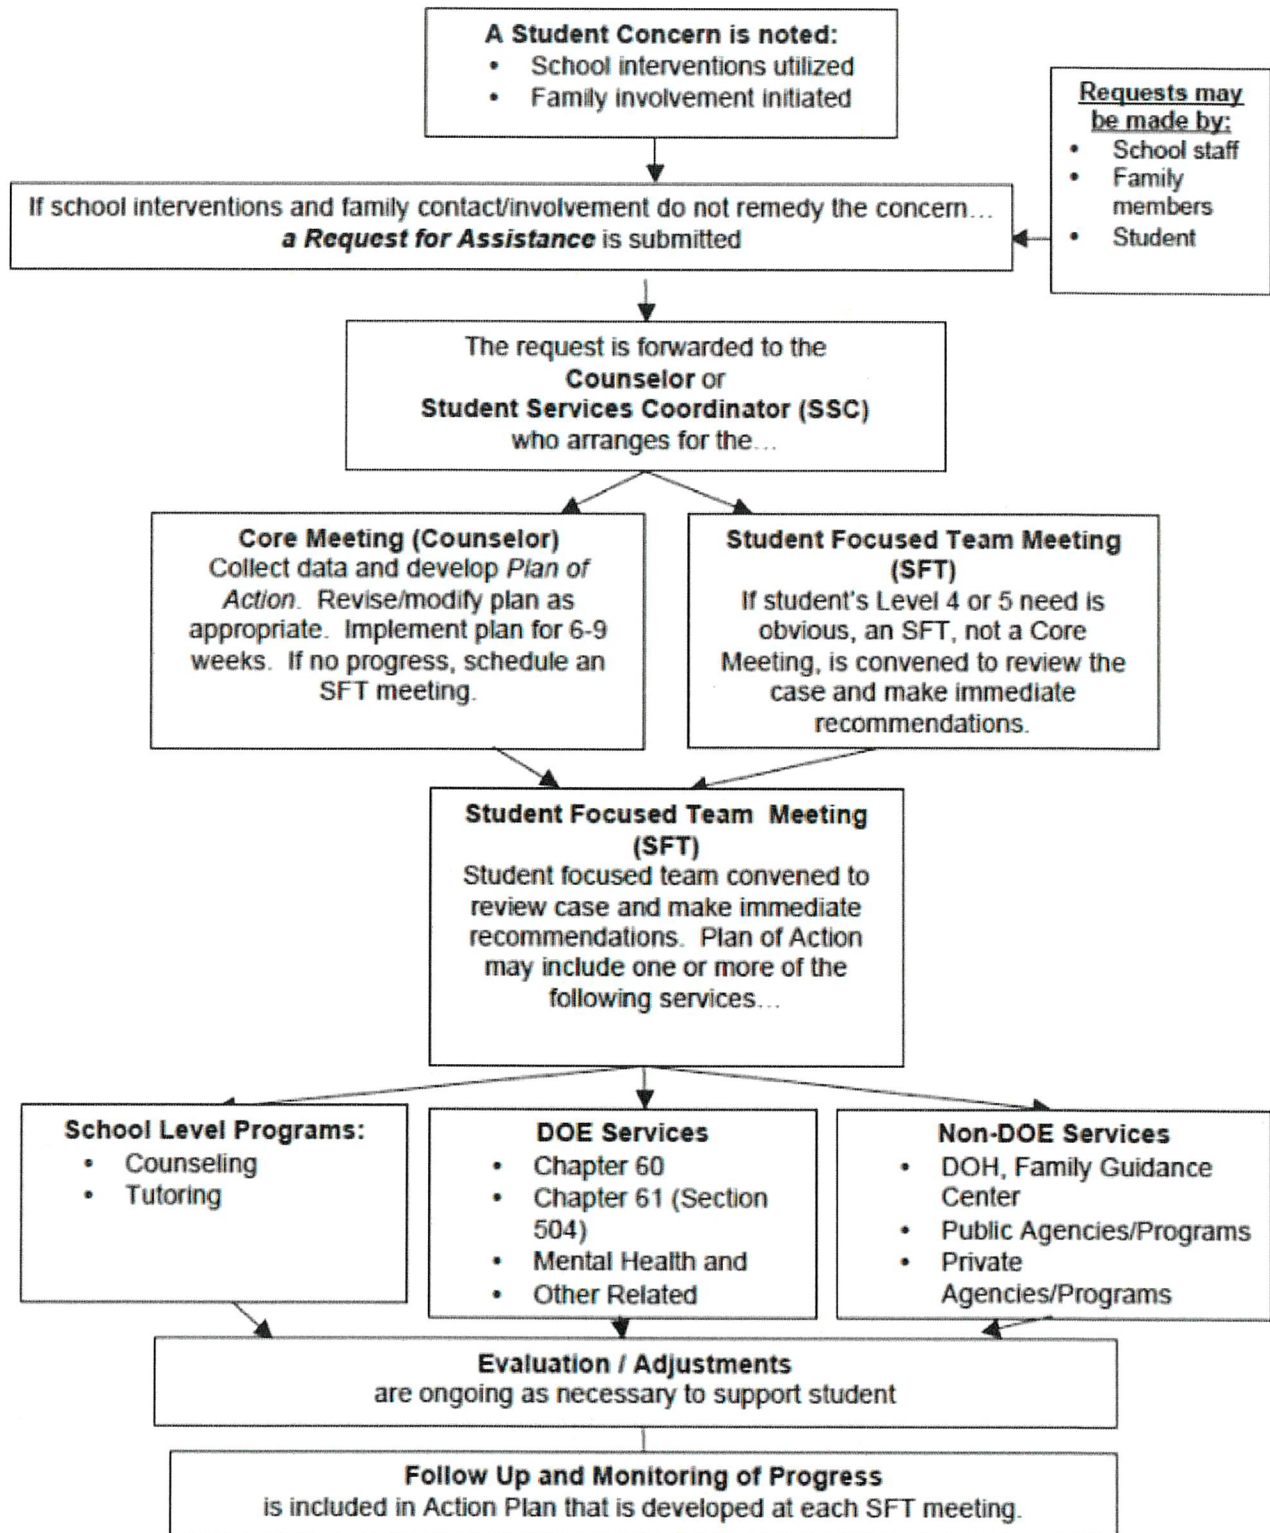 A Student Concern is noted:
• School interventions utilized
• Family involvement initiated
Requests may
be made by:
• School staff
• Family
members
• Student
If school interventions and family contact/involvement do not remedy the concern…
a Request for Assistance is submitted
The request is forwarded to the
Counselor or
Student Services Coordinator (SSC)
who arranges for the…
Core Meeting (Counselor)
Collect data and develop Plan of
Action. Revise/modify plan as
appropriate. Implement plan for 6-9
weeks. If no progress, schedule an
SFT meeting.
Student Focused Team Meeting
(SFT)
If student's Level 4 or 5 need is
obvious, an SFT, not a Core
Meeting, is convened to review the
case and make immediate
recommendations.
Student Focused Team Meeting
(SFT)
Student focused team convened to
review case and make immediate
recommendations. Plan of Action
may include one or more of the
following services…
School Level Programs:
• Counseling
• Tutoring
DOE Services
• Chapter 60
• Chapter 61 (Section
504)
• Mental Health and
• Other Related
Non-DOE Services
• DOH, Family Guidance
Center
• Public Agencies/Programs
• Private
Agencies/Programs
Evaluation / Adjustments
are ongoing as necessary to support student
Follow Up and Monitoring of Progress
is included in Action Plan that is developed at each SFT meeting.